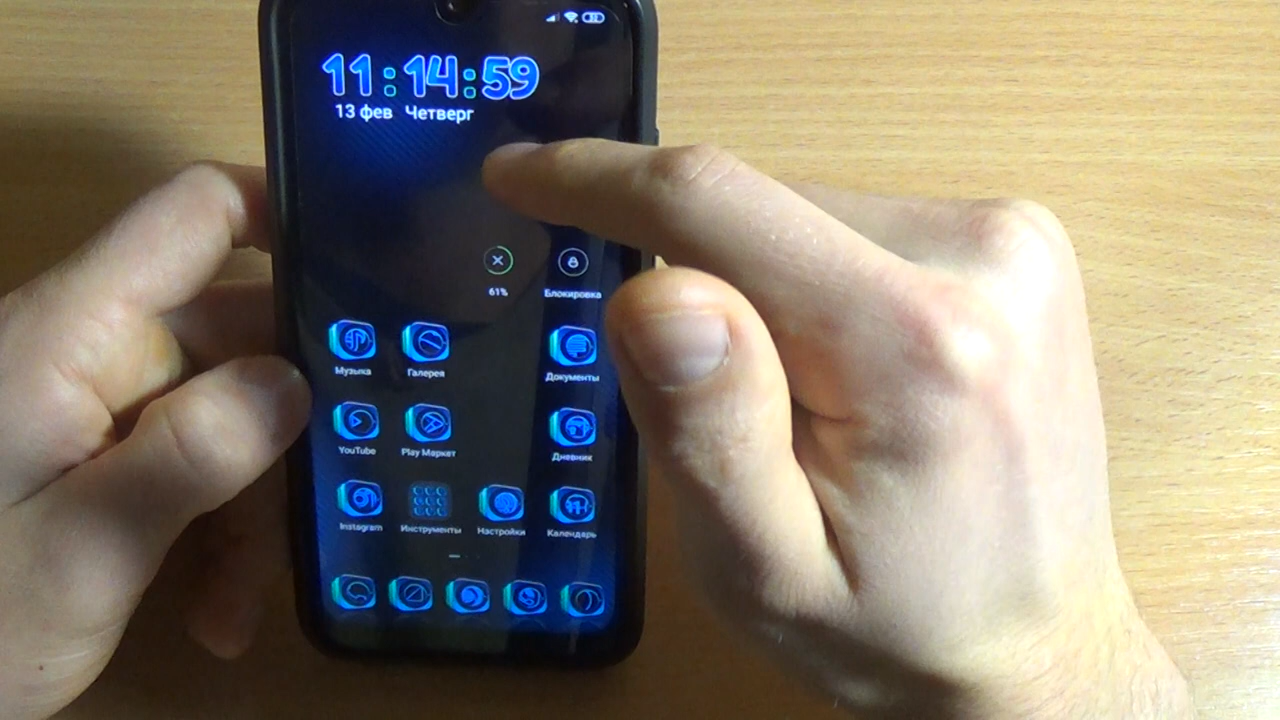 11:14:59
13 фев Четверг
61%
Блокировка
Музыка
Галерея
Документы
YouTube
Play Маркет
Дневник
Instagram
Инструменты
Настройки
Календарь